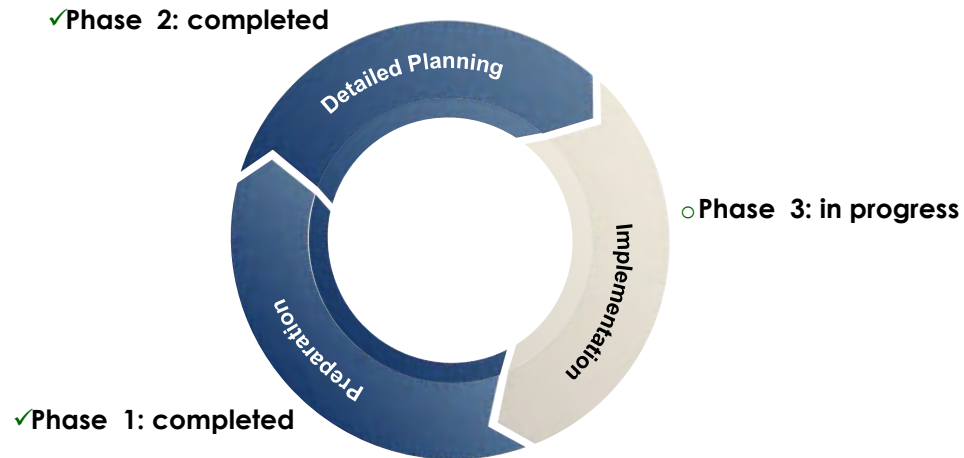 ✓Phase 2: completed
Detailed Planning
○Phase 3: in progress
Implementation
Preparation
✓Phase 1: completed